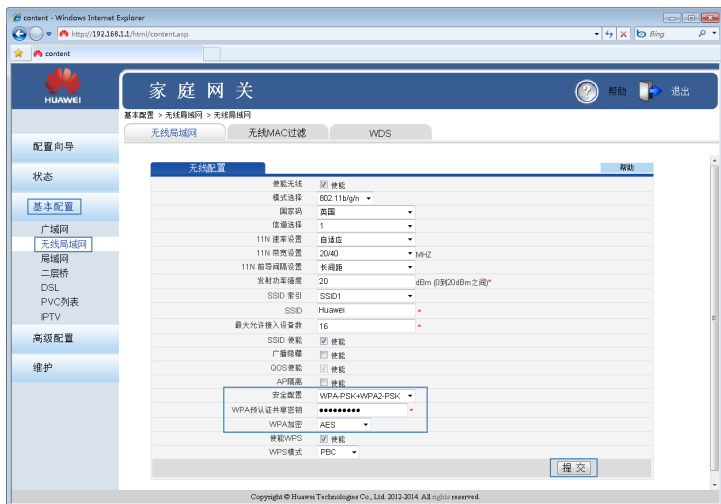 content - Windows Internet Explorer
http://192.168.1.1/html/content.asp
Bing
content
HUAWEI
家庭网关
帮助
退出
基本配置 > 无线局域网 > 无线局域网
无线局域网 无线MAC过滤 WDS
配置向导
状态
基本配置
广域网
无线局域网
局域网
二层桥
DSL
PVC列表
IPTV
高级配置
维护
无线配置 帮助
使能无线 使能
模式选择 802.11b/g/n
国家码 英国
信道选择 1
11N 速率设置 自适应
11N 带宽设置 20/40 MHZ
11N 前导间隔设置 长间距
发射功率强度 20 dBm (0到20dBm之间)*
SSID 索引 SSID1
SSID Huawei *
最大允许接入设备数 16 *
SSID 使能 使能
广播隐藏 使能
QOS使能 使能
AP隔离 使能
安全配置 WPA-PSK+WPA2-PSK
WPA预认证共享密钥 ●●●●●●●●● *
WPA加密 AES
使能WPS 使能
WPS模式 PBC
提交
Copyright © Huawei Technologies Co., Ltd. 2012-2014. All rights reserved.